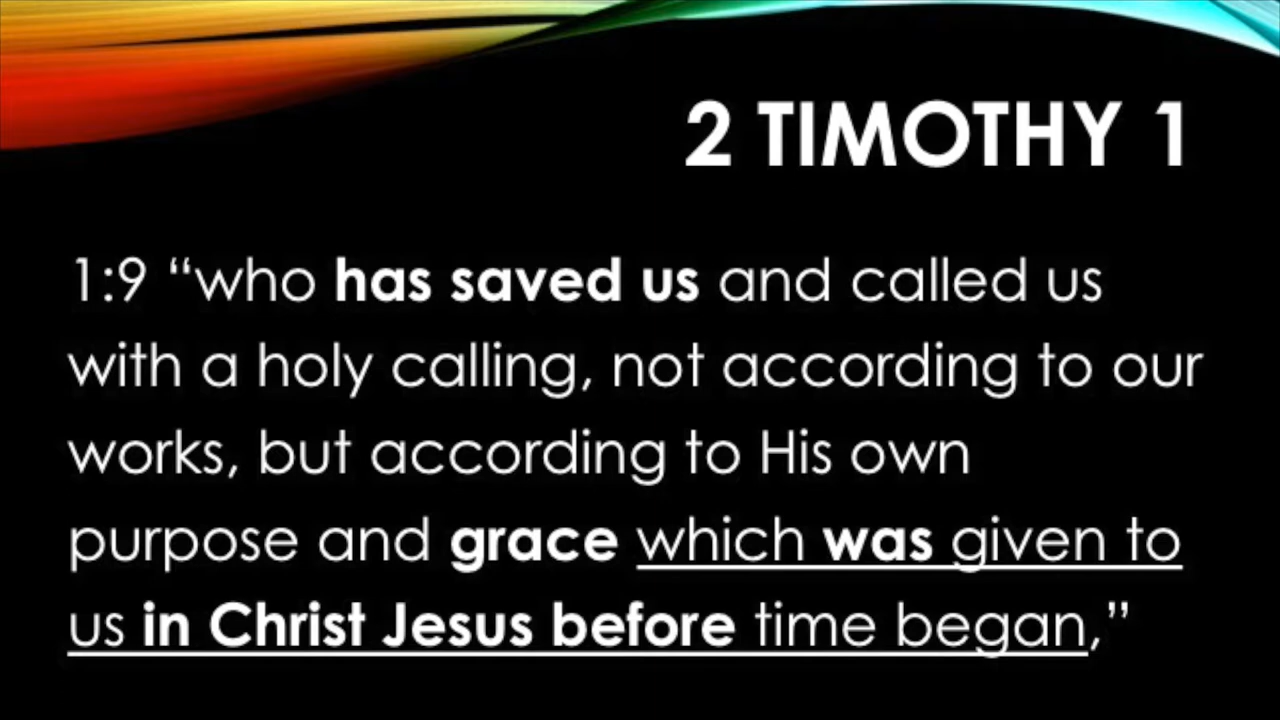 2 TIMOTHY 1
1:9 “who has saved us and called us
with a holy calling, not according to our
works, but according to His own
purpose and grace which was given to
us in Christ Jesus before time began,”